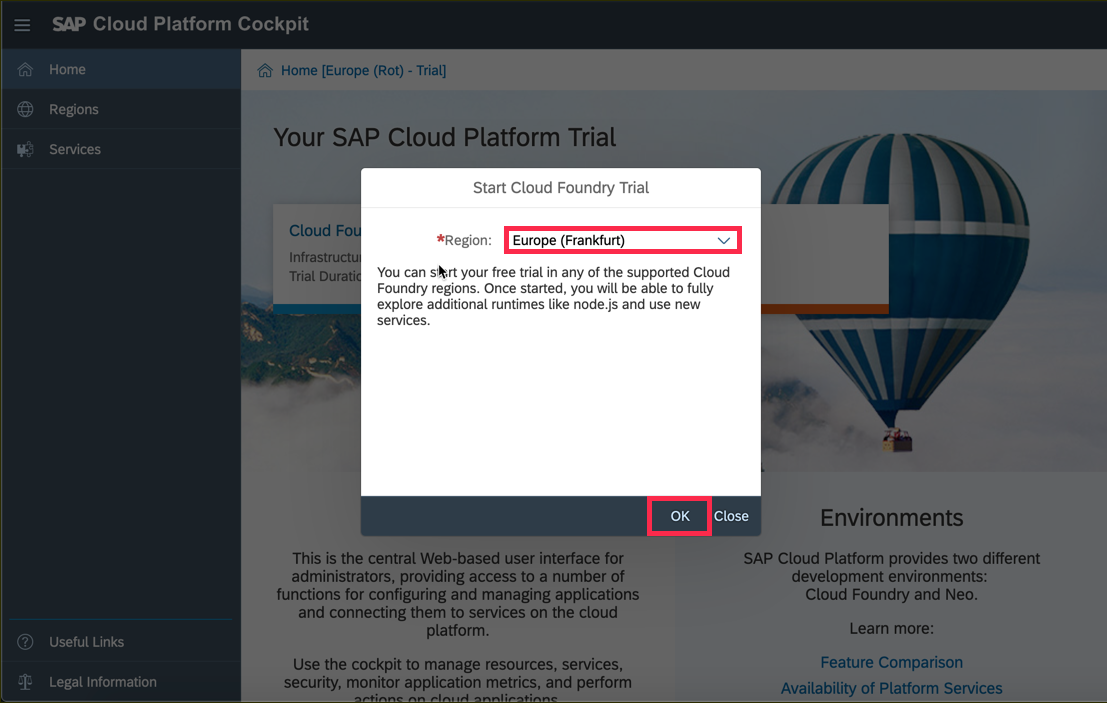 SAP Cloud Platform Cockpit
Home
Regions
Services
Useful Links
Legal Information
Home [Europe (Rot) - Trial]
Your SAP Cloud Platform Trial
Cloud Fou
Infrastructu
Trial Duratio
Start Cloud Foundry Trial
*Region: Europe (Frankfurt)
You can start your free trial in any of the supported Cloud
Foundry regions. Once started, you will be able to fully
explore additional runtimes like node.js and use new
services.
OK Close
This is the central Web-based user interface for
administrators, providing access to a number of
functions for configuring and managing applications
and connecting them to services on the cloud
platform.
Use the cockpit to manage resources, services,
security, monitor application metrics, and perform
actions on cloud applications.
Environments
SAP Cloud Platform provides two different
development environments:
Cloud Foundry and Neo.
Learn more:
Feature Comparison
Availability of Platform Services